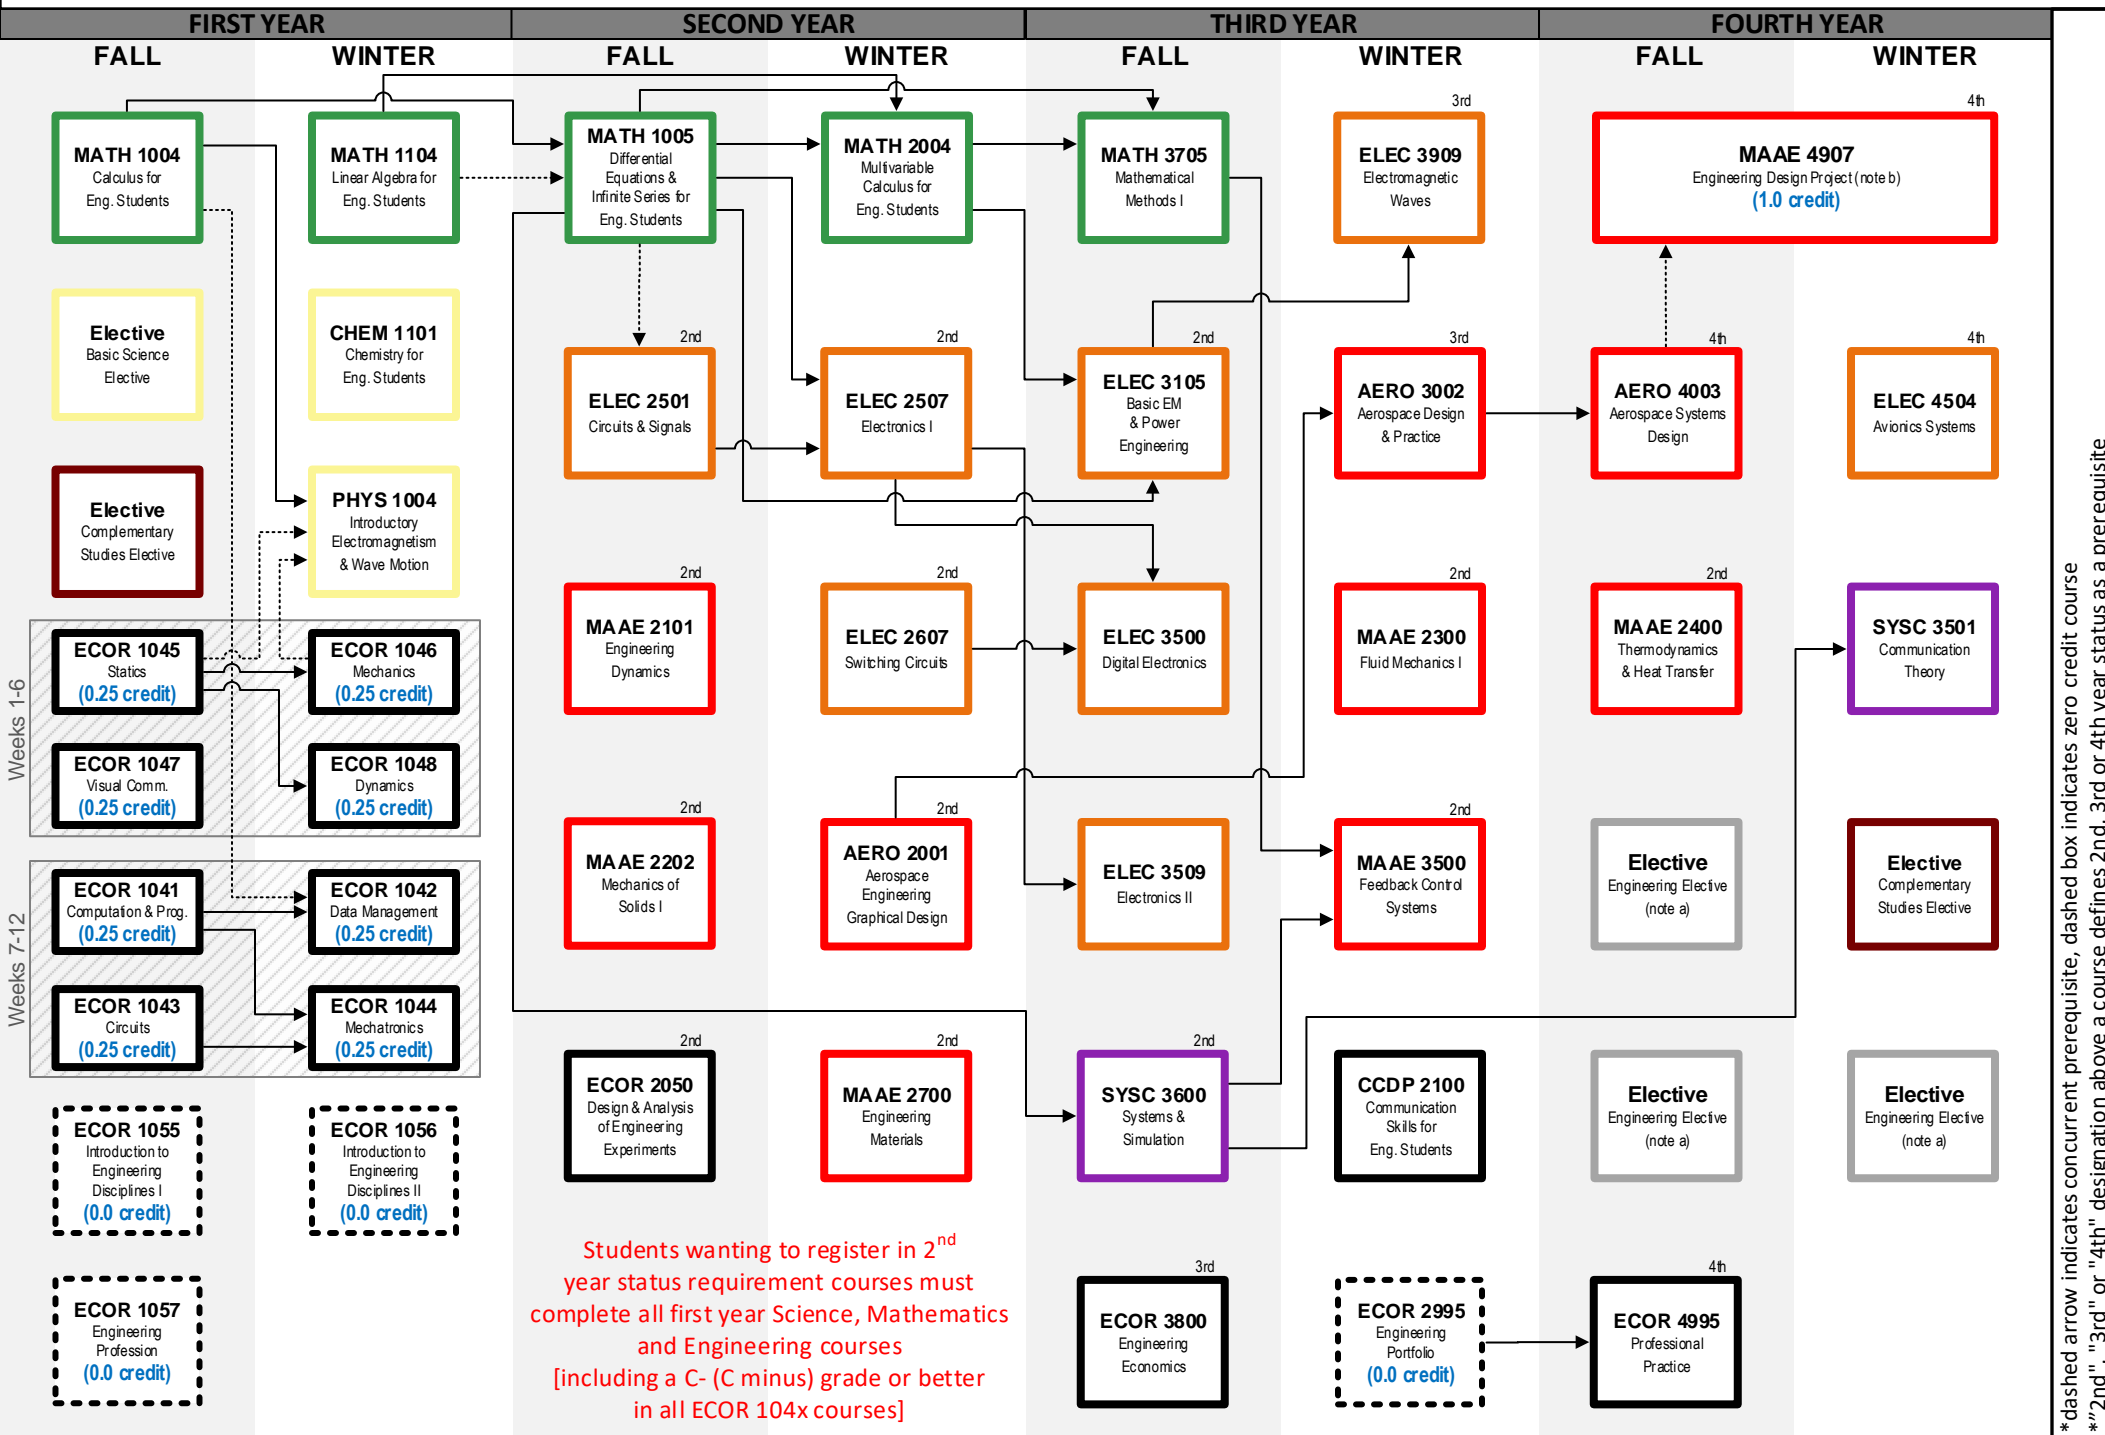 FIRST YEAR
SECOND YEAR
THIRD YEAR
FOURTH YEAR
FALL
WINTER
FALL
WINTER
FALL
WINTER
FALL
WINTER
MATH 1004
Calculus for
Eng. Students
Elective
Basic Science
Elective
Elective
Complementary
Studies Elective
Weeks 1-6
ECOR 1045
Statics
(0.25 credit)
ECOR 1047
Visual Comm.
(0.25 credit)
Weeks 7-12
ECOR 1041
Computation & Prog.
(0.25 credit)
ECOR 1043
Circuits
(0.25 credit)
ECOR 1055
Introduction to
Engineering
Disciplines I
(0.0 credit)
ECOR 1057
Engineering
Profession
(0.0 credit)
MATH 1104
Linear Algebra for
Eng. Students
CHEM 1101
Chemistry for
Eng. Students
PHYS 1004
Introductory
Electromagnetism
& Wave Motion
ECOR 1046
Mechanics
(0.25 credit)
ECOR 1048
Dynamics
(0.25 credit)
ECOR 1042
Data Management
(0.25 credit)
ECOR 1044
Mechatronics
(0.25 credit)
ECOR 1056
Introduction to
Engineering
Disciplines II
(0.0 credit)
MATH 1005
Differential
Equations &
Infinite Series for
Eng. Students
2nd
ELEC 2501
Circuits & Signals
2nd
MAAE 2101
Engineering
Dynamics
2nd
MAAE 2202
Mechanics of
Solids I
2nd
ECOR 2050
Design & Analysis
of Engineering
Experiments
MATH 2004
Multivariable
Calculus for
Eng. Students
2nd
ELEC 2507
Electronics I
2nd
ELEC 2607
Switching Circuits
2nd
AERO 2001
Aerospace
Engineering
Graphical Design
2nd
MAAE 2700
Engineering
Materials
Students wanting to register in 2nd
year status requirement courses must
complete all first year Science, Mathematics
and Engineering courses
[including a C- (C minus) grade or better
in all ECOR 104x courses]
MATH 3705
Mathematical
Methods I
2nd
ELEC 3105
Basic EM
& Power
Engineering
ELEC 3500
Digital Electronics
ELEC 3509
Electronics II
2nd
SYSC 3600
Systems &
Simulation
3rd
ECOR 3800
Engineering
Economics
3rd
ELEC 3909
Electromagnetic
Waves
3rd
AERO 3002
Aerospace Design
& Practice
2nd
MAAE 2300
Fluid Mechanics I
2nd
MAAE 3500
Feedback Control
Systems
CCDP 2100
Communication
Skills for
Eng. Students
ECOR 2995
Engineering
Portfolio
(0.0 credit)
4th
MAAE 4907
Engineering Design Project (note b)
(1.0 credit)
4th
AERO 4003
Aerospace Systems
Design
2nd
MAAE 2400
Thermodynamics
& Heat Transfer
Elective
Engineering Elective
(note a)
Elective
Engineering Elective
(note a)
4th
ECOR 4995
Professional
Practice
4th
ELEC 4504
Avionics Systems
SYSC 3501
Communication
Theory
Elective
Complementary
Studies Elective
Elective
Engineering Elective
(note a)
*dashed arrow indicates concurrent prerequisite, dashed box indicates zero credit course
*"2nd", "3rd" or "4th" designation above a course defines 2nd, 3rd or 4th year status as a prerequisite